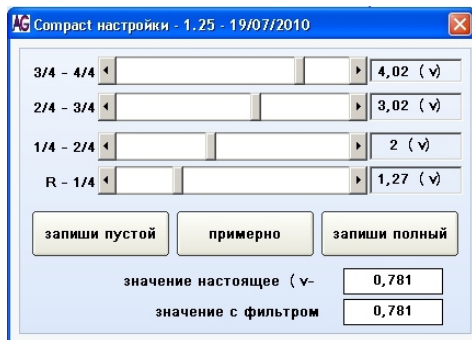 AG Compact настройки - 1.25 - 19/07/2010
3/4 - 4/4 4,02 ( v)
2/4 - 3/4 3,02 ( v)
1/4 - 2/4 2 ( v)
R - 1/4 1,27 ( v)
запиши пустой примерно запиши полный
значение настоящее ( v- 0,781
значение с фильтром 0,781